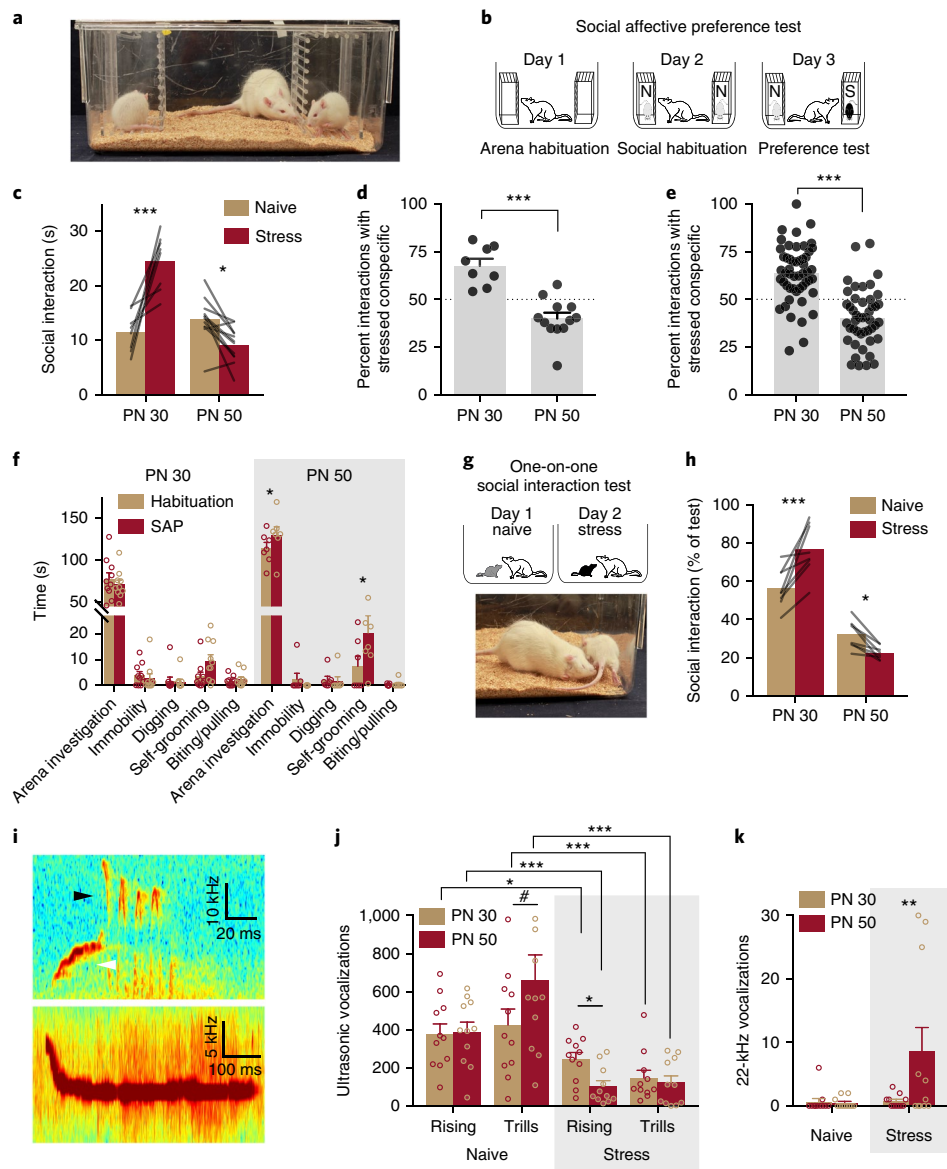 a
b
Social affective preference test
Day 1
Day 2
Day 3
N
N
N
S
Arena habituation
Social habituation
Preference test
c
Social interaction (s)
30
20
10
0
***
*
Naive
Stress
PN 30
PN 50
d
Percent interactions with
stressed conspecific
100
75
50
25
0
***
PN 30
PN 50
e
Percent interactions with
stressed conspecific
100
75
50
25
0
***
PN 30
PN 50
f
PN 30
PN 50
Habituation
SAP
Time (s)
150
100
50
20
10
0
*
*
Arena investigation
Immobility
Digging
Self-grooming
Biting/pulling
Arena investigation
Immobility
Digging
Self-grooming
Biting/pulling
g
One-on-one
social interaction test
Day 1
naive
Day 2
stress
h
Social interaction (% of test)
100
80
60
40
20
0
***
*
Naive
Stress
PN 30
PN 50
i
10 kHz
20 ms
5 kHz
100 ms
j
***
***
***
*
#
*
PN 30
PN 50
Ultrasonic vocalizations
1,000
800
600
400
200
0
Rising
Trills
Rising
Trills
Naive
Stress
k
PN 30
PN 50
**
22-kHz vocalizations
30
20
10
0
Naive
Stress